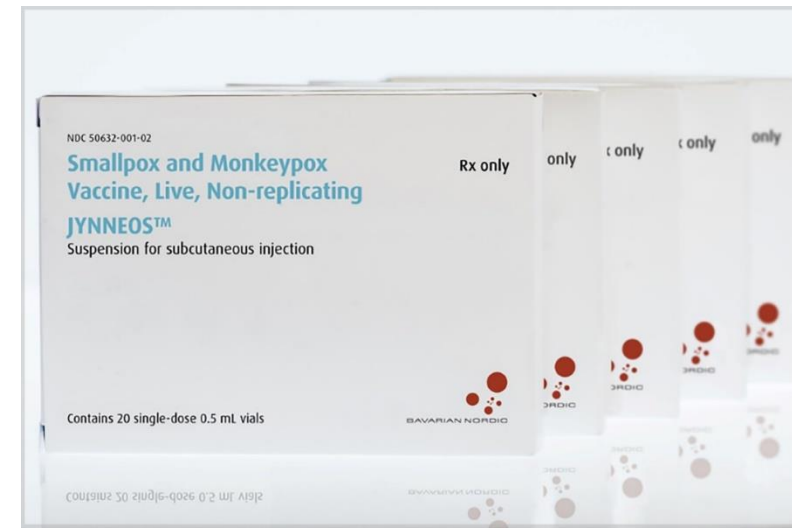 NDC 50632-001-02
Smallpox and Monkeypox
Vaccine, Live, Non-replicating
JYNNEOS™
Suspension for subcutaneous injection
Rx only
Contains 20 single-dose 0.5 mL vials
BAVARIAN NORDIC
only
only
only
only